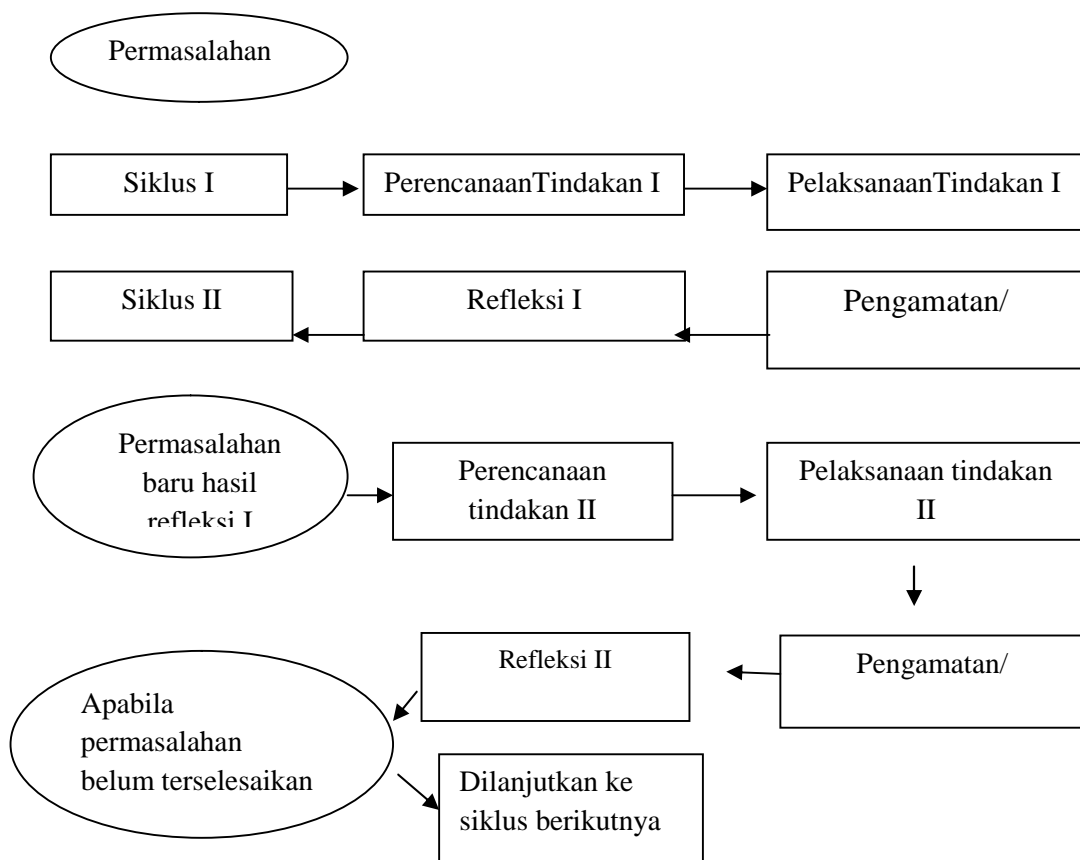 Permasalahan
Siklus I
PerencanaanTindakan I
PelaksanaanTindakan I
Siklus II
Refleksi I
Pengamatan/
Permasalahan
baru hasil
refleksi I
Perencanaan
tindakan II
Pelaksanaan tindakan
II
Refleksi II
Pengamatan/
Apabila
permasalahan
belum terselesaikan
Dilanjutkan ke
siklus berikutnya